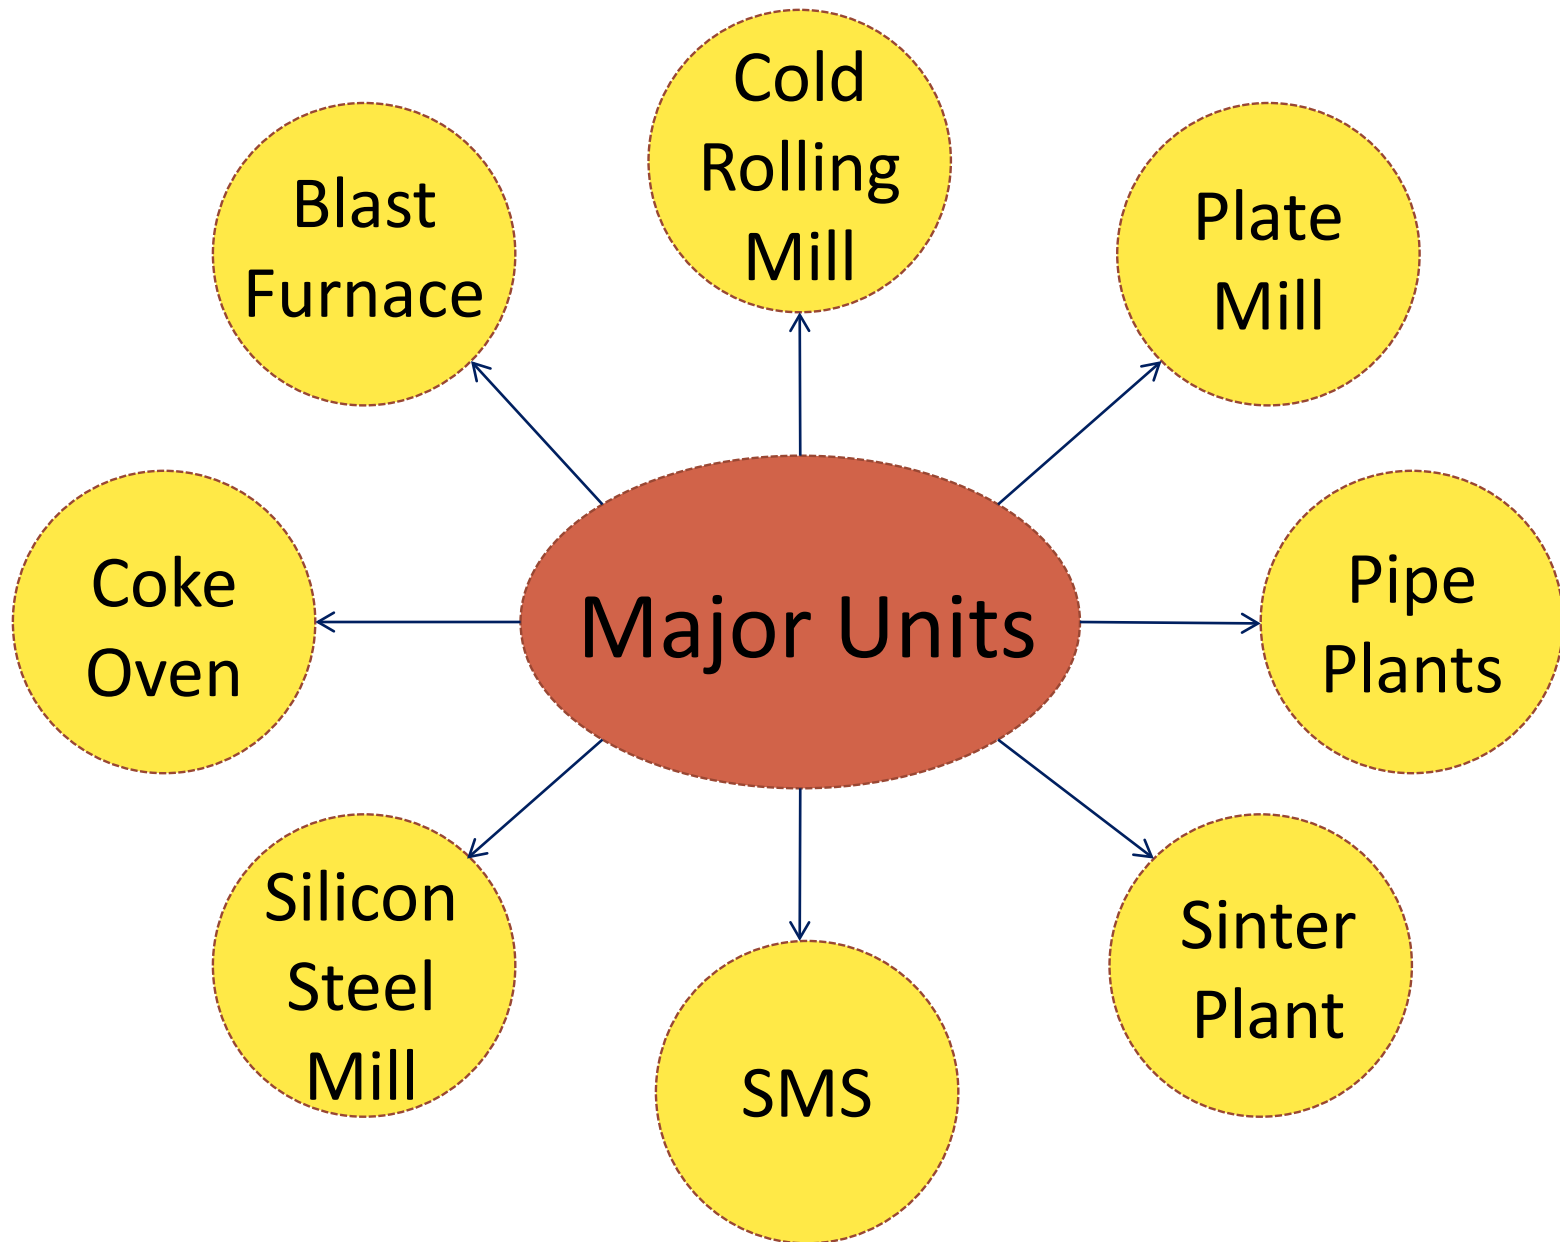 Cold
Rolling
Mill
Blast
Furnace
Plate
Mill
Coke
Oven
Major Units
Pipe
Plants
Silicon
Steel
Mill
SMS
Sinter
Plant